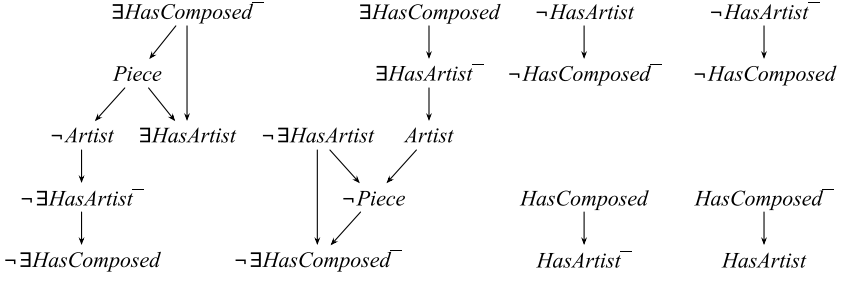 ∃HasComposed⁻ ∃HasComposed ¬HasArtist ¬HasArtist⁻
Piece ∃HasArtist⁻ ¬HasComposed⁻ ¬HasComposed
¬Artist ∃HasArtist ¬∃HasArtist Artist
¬∃HasArtist⁻ ¬Piece HasComposed HasComposed⁻
¬∃HasComposed ¬∃HasComposed⁻ HasArtist⁻ HasArtist